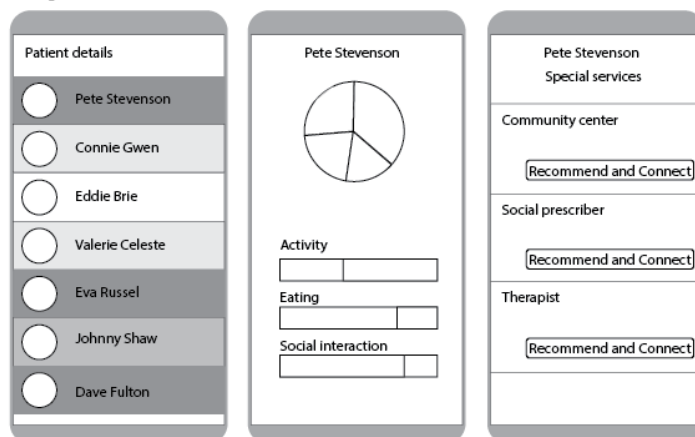 Patient details
Pete Stevenson
Connie Gwen
Eddie Brie
Valerie Celeste
Eva Russel
Johnny Shaw
Dave Fulton
Pete Stevenson
Activity
Eating
Social interaction
Pete Stevenson
Special services
Community center
Recommend and Connect
Social prescriber
Recommend and Connect
Therapist
Recommend and Connect